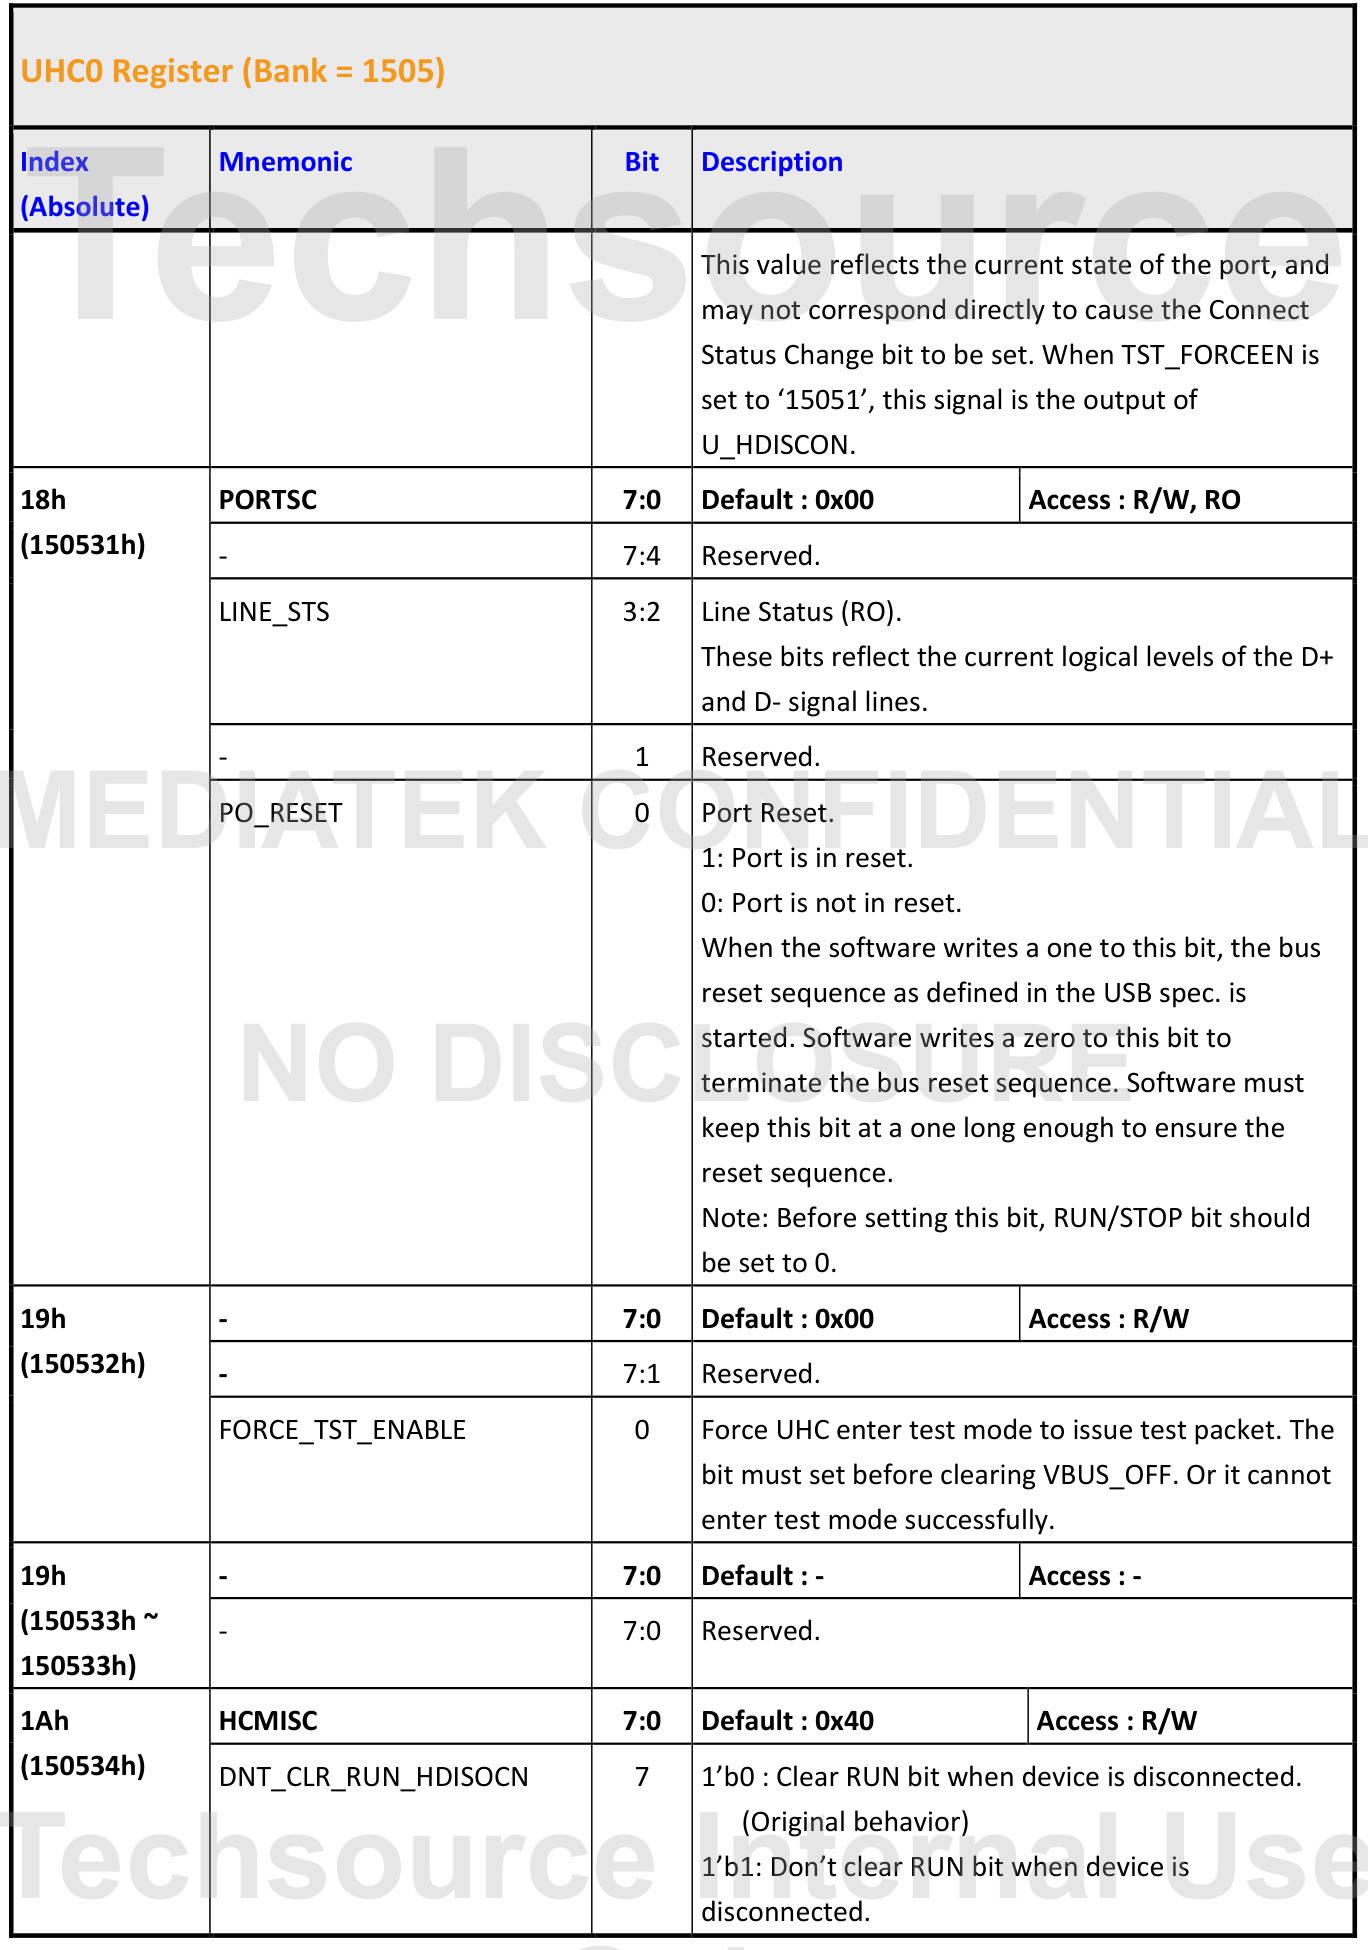 UHC0 Register (Bank = 1505)
Index
(Absolute)
Mnemonic
Bit
Description
Techsource
This value reflects the current state of the port, and
may not correspond directly to cause the Connect
Status Change bit to be set. When TST_FORCEEN is
set to ‘15051’, this signal is the output of
U_HDISCON.
18h
(150531h)
PORTSC
7:0
Default : 0x00
Access : R/W, RO
-
7:4
Reserved.
LINE_STS
3:2
Line Status (RO).
These bits reflect the current logical levels of the D+
and D- signal lines.
-
1
Reserved.
MEDIATEK CONFIDENTIAL
PO_RESET
0
Port Reset.
1: Port is in reset.
0: Port is not in reset.
When the software writes a one to this bit, the bus
reset sequence as defined in the USB spec. is
started. Software writes a zero to this bit to
terminate the bus reset sequence. Software must
keep this bit at a one long enough to ensure the
reset sequence.
Note: Before setting this bit, RUN/STOP bit should
be set to 0.
NO DISCLOSURE
19h
(150532h)
-
7:0
Default : 0x00
Access : R/W
-
7:1
Reserved.
FORCE_TST_ENABLE
0
Force UHC enter test mode to issue test packet. The
bit must set before clearing VBUS_OFF. Or it cannot
enter test mode successfully.
19h
(150533h ~
150533h)
-
7:0
Default : -
Access : -
-
7:0
Reserved.
1Ah
(150534h)
HCMISC
7:0
Default : 0x40
Access : R/W
DNT_CLR_RUN_HDISOCN
7
1’b0 : Clear RUN bit when device is disconnected.
(Original behavior)
1’b1: Don’t clear RUN bit when device is
disconnected.
Techsource Internal Use